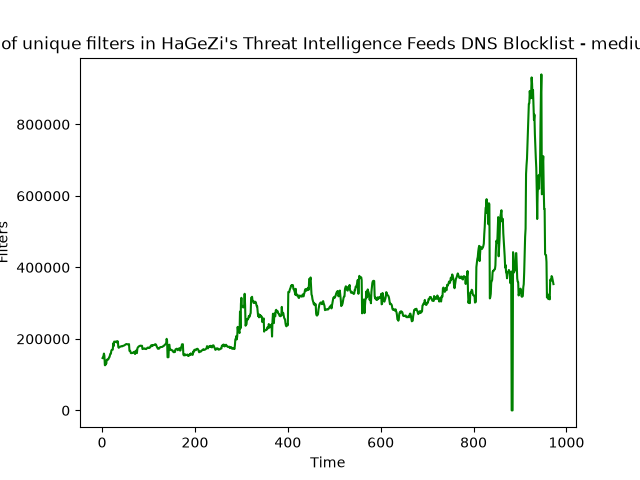 of unique filters in HaGeZi's Threat Intelligence Feeds DNS Blocklist - mediu
800000
600000
400000
200000
0
Filters
0 200 400 600 800 1000
Time